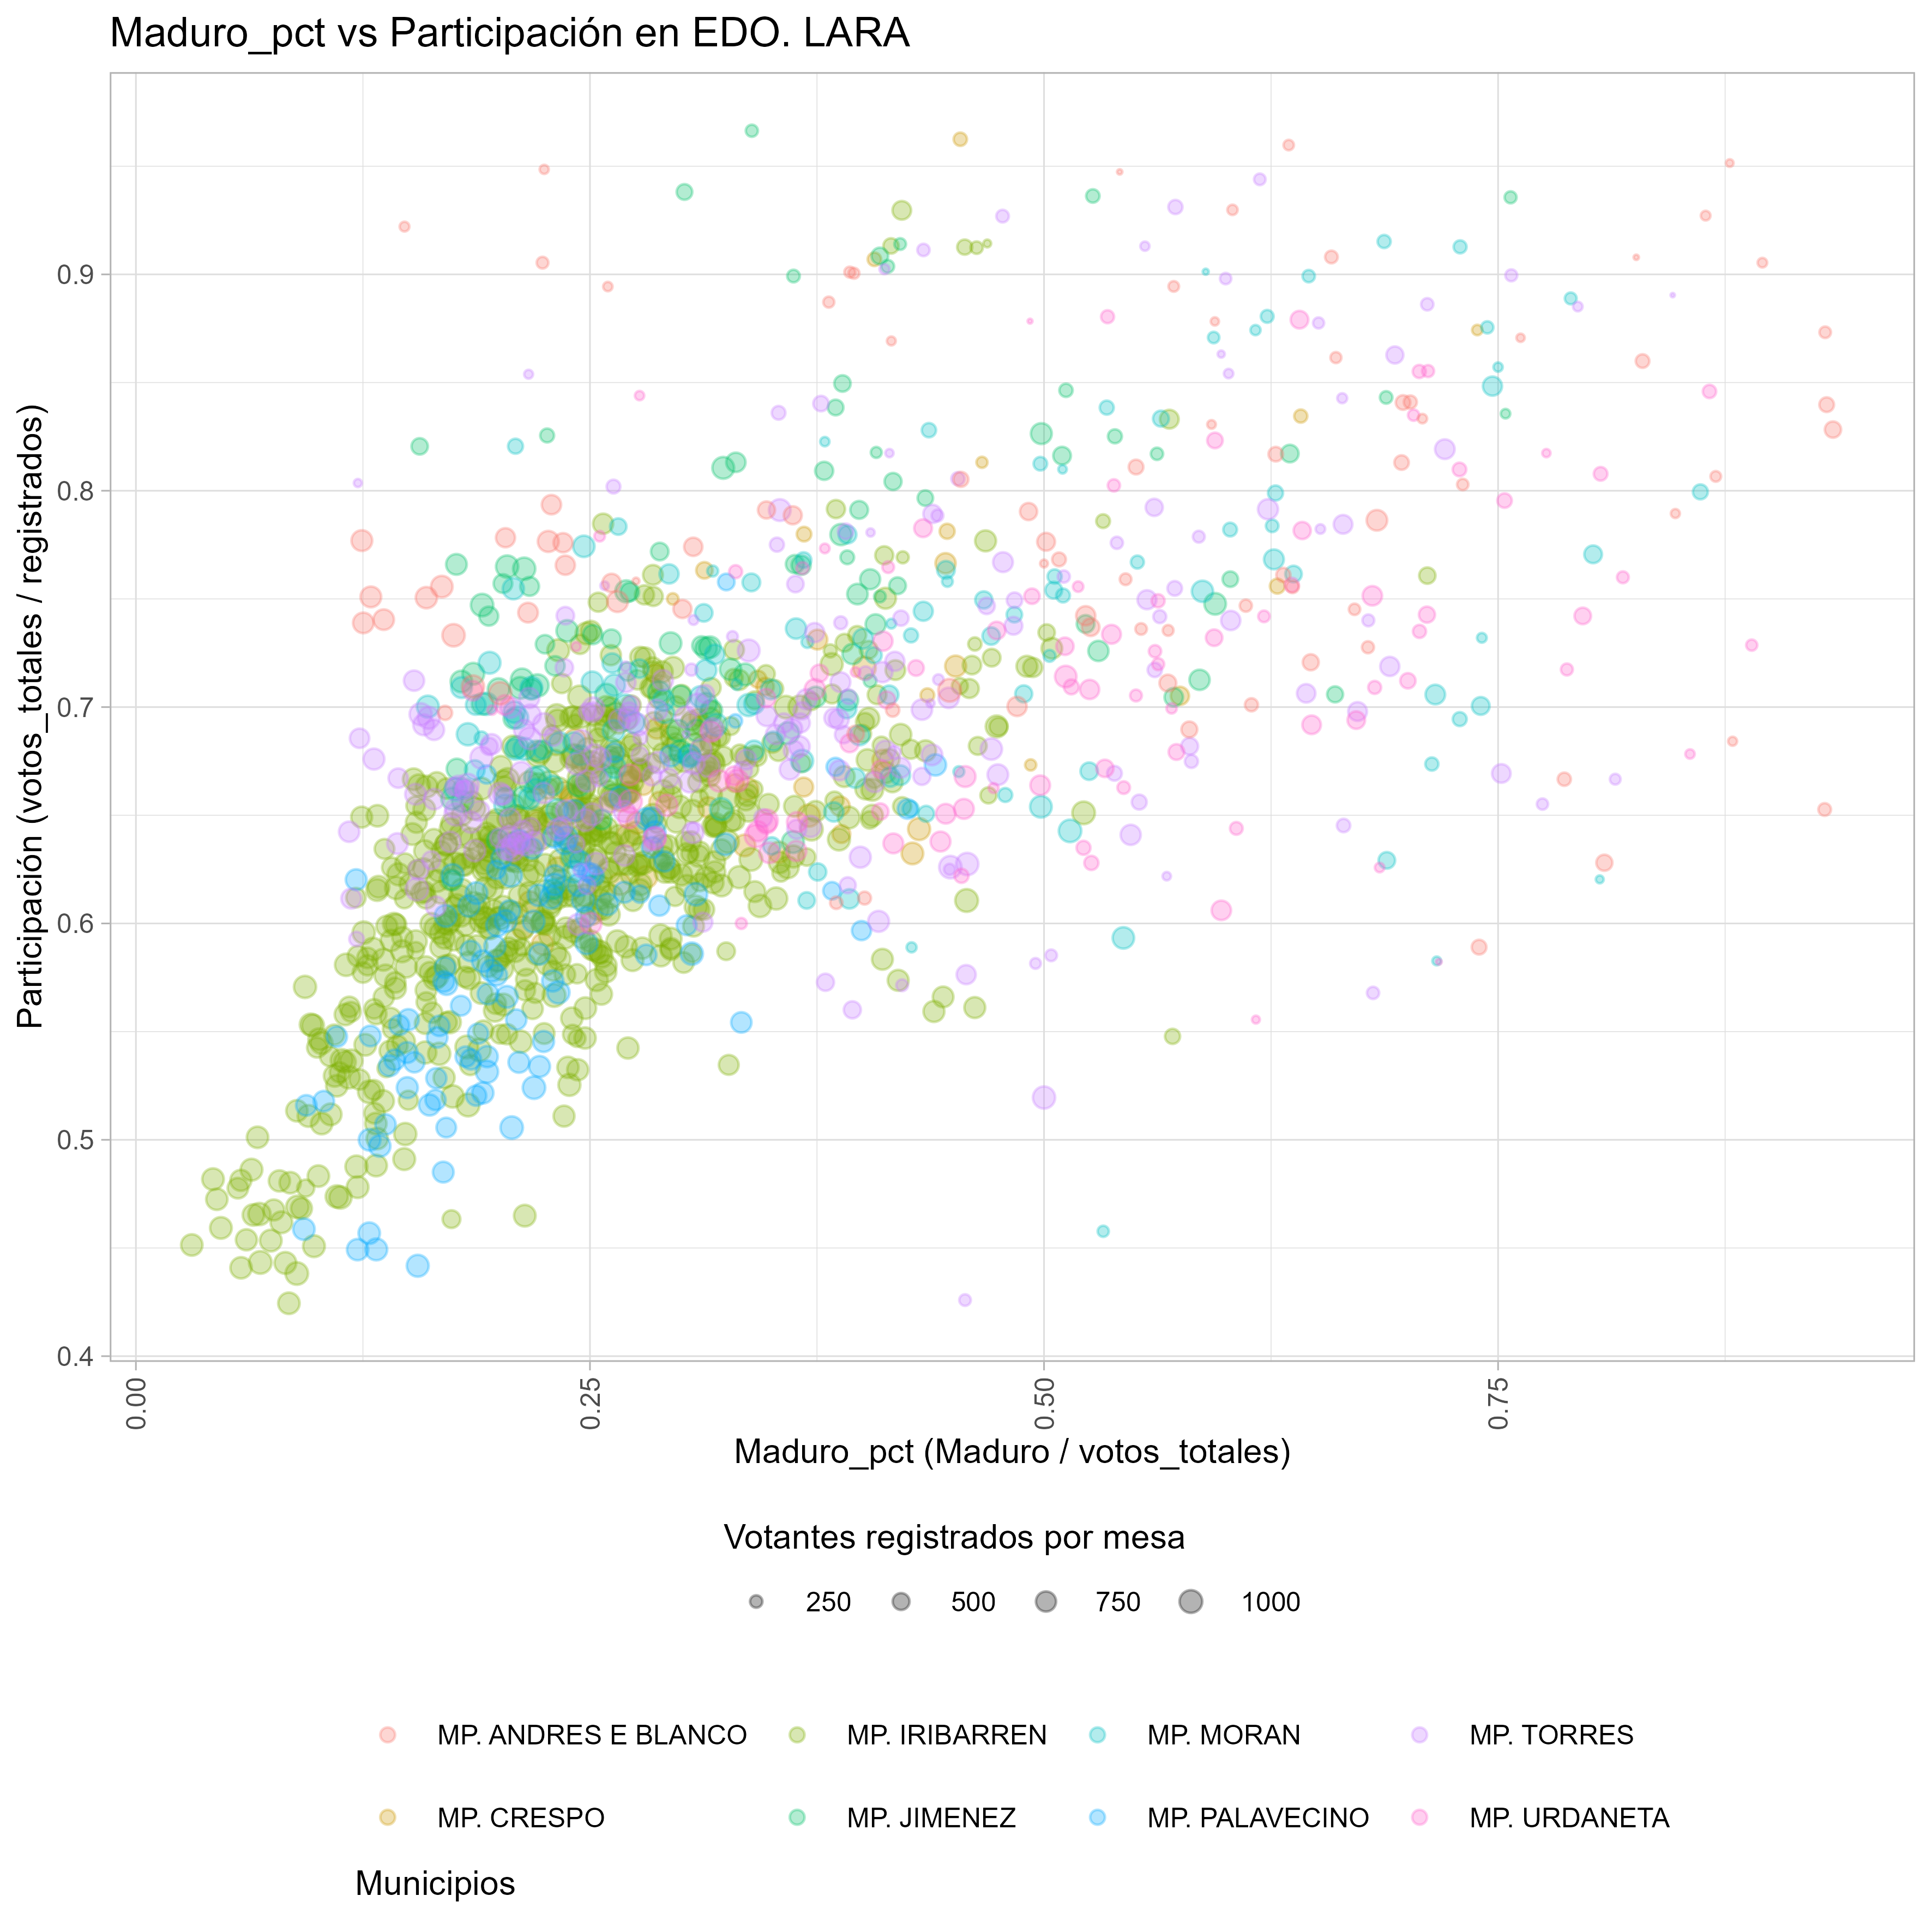 Maduro_pct vs Participación en EDO. LARA
Participación (votos_totales / registrados)
0.9
0.8
0.7
0.6
0.5
0.4
0.00
0.25
0.50
0.75
Maduro_pct (Maduro / votos_totales)
Votantes registrados por mesa
250 500 750 1000
MP. ANDRES E BLANCO MP. IRIBARREN MP. MORAN MP. TORRES
MP. CRESPO MP. JIMENEZ MP. PALAVECINO MP. URDANETA
Municipios